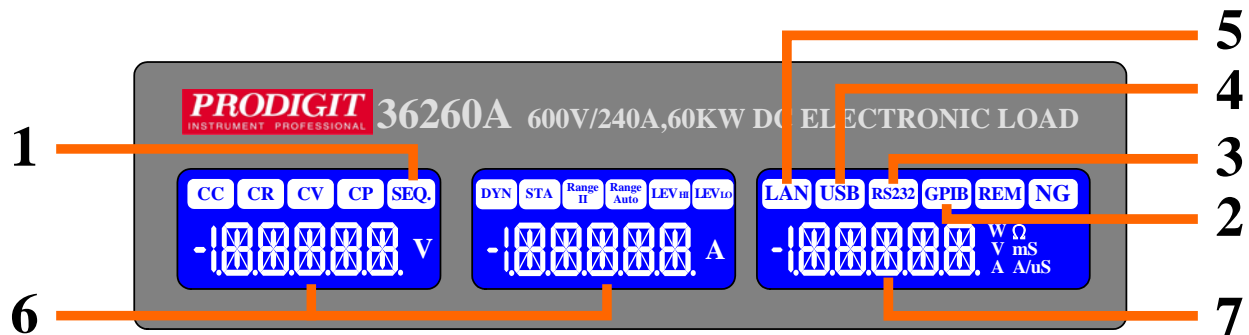 5
4
PRODIGIT
INSTRUMENT PROFESSIONAL
36260A 600V/240A,60KW DC ELECTRONIC LOAD
1
3
CC CR CV CP SEQ.
DYN STA Range II Range Auto LEV HI LEV LO
LAN USB RS232 GPIB REM NG
2
V
A
W Ω
V mS
A A/uS
6
7